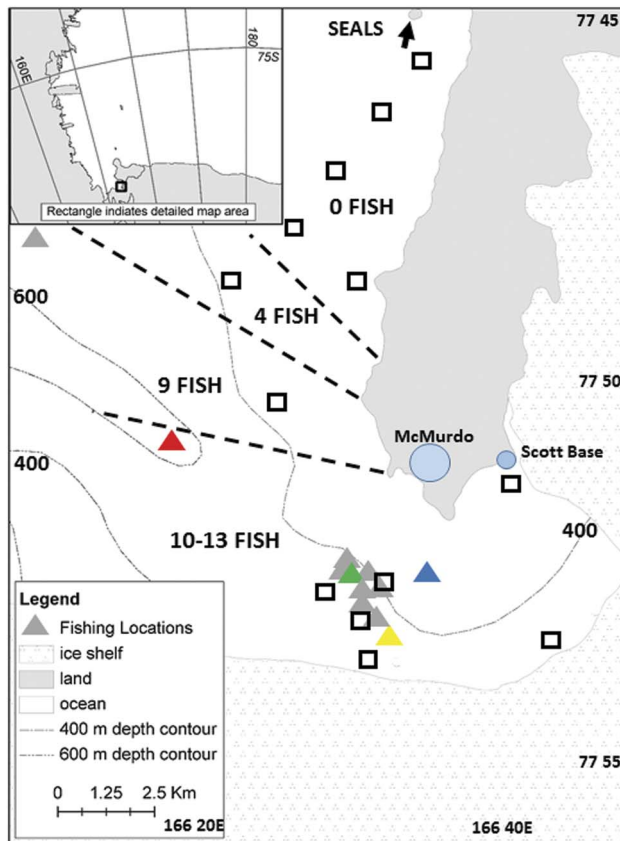 SEALS
77 45
180
75S
160E
Rectangle indiates detailed map area
0 FISH
600
4 FISH
9 FISH
77 50
McMurdo
Scott Base
400
400
10-13 FISH
Legend
Fishing Locations
ice shelf
land
ocean
400 m depth contour
600 m depth contour
0 1.25 2.5 Km
77 55
166 20E
166 40E